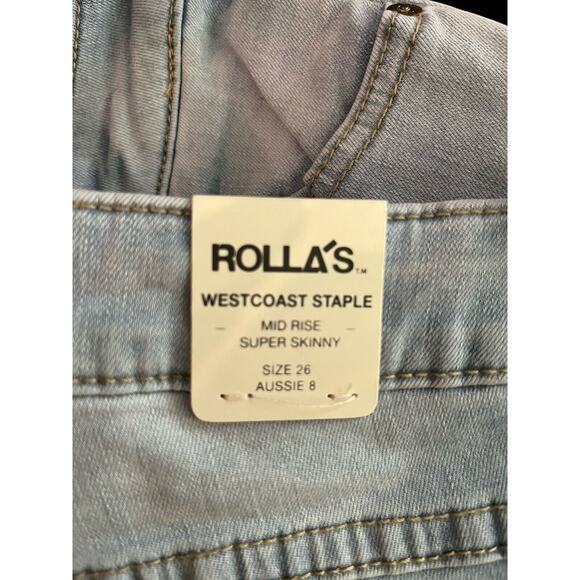 ROLLA'S TM
WESTCOAST STAPLE
- MID RISE -
SUPER SKINNY
SIZE 26
AUSSIE 8